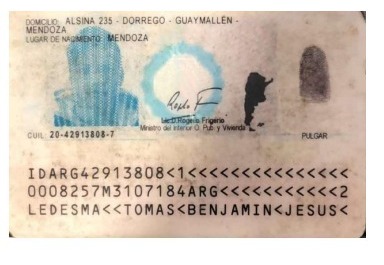 DOMICILIO: ALSINA 235 - DORREGO - GUAYMALLÉN -
MENDOZA
LUGAR DE NACIMIENTO: MENDOZA
Lic.D.Rogelio Frigerio
Ministro del Interior O. Pub. y Vivienda
CUIL: 20-42913808-7
PULGAR
IDARG42913808<1<<<<<<<<<<<<<<<
0008257M3107184ARG<<<<<<<<<<<2
LEDESMA<<TOMAS<BENJAMIN<JESUS<